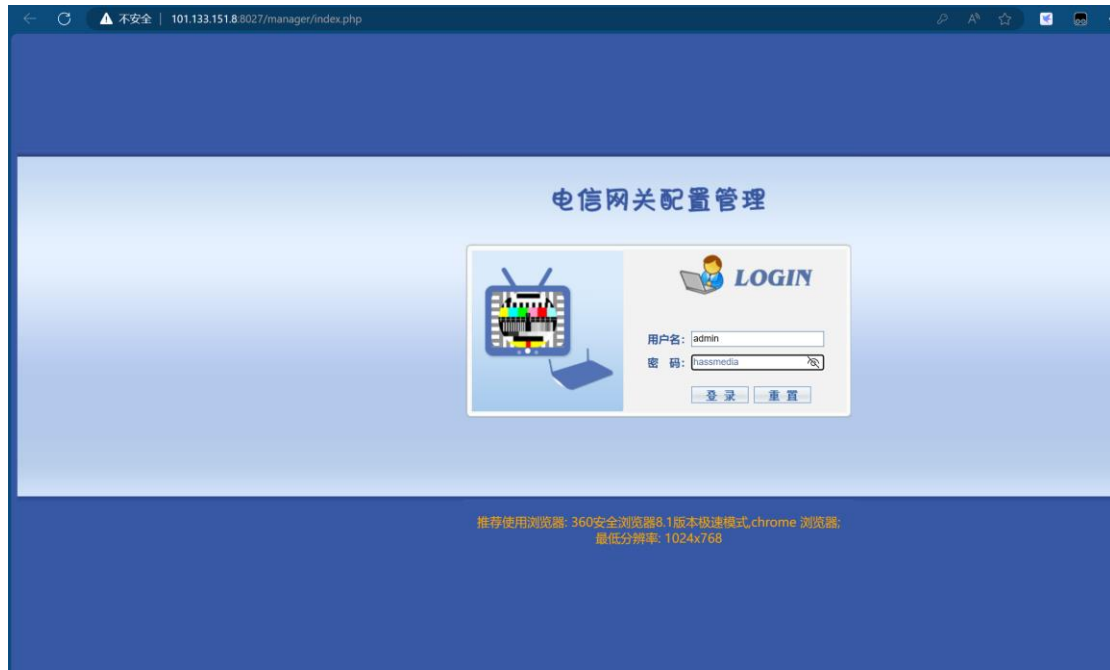 不安全 | 101.133.151.8:8027/manager/index.php
电信网关配置管理
LOGIN
用户名: admin
密 码: hassmedia
登 录 重 置
推荐使用浏览器: 360安全浏览器8.1版本极速模式,chrome 浏览器;
最低分辨率: 1024x768